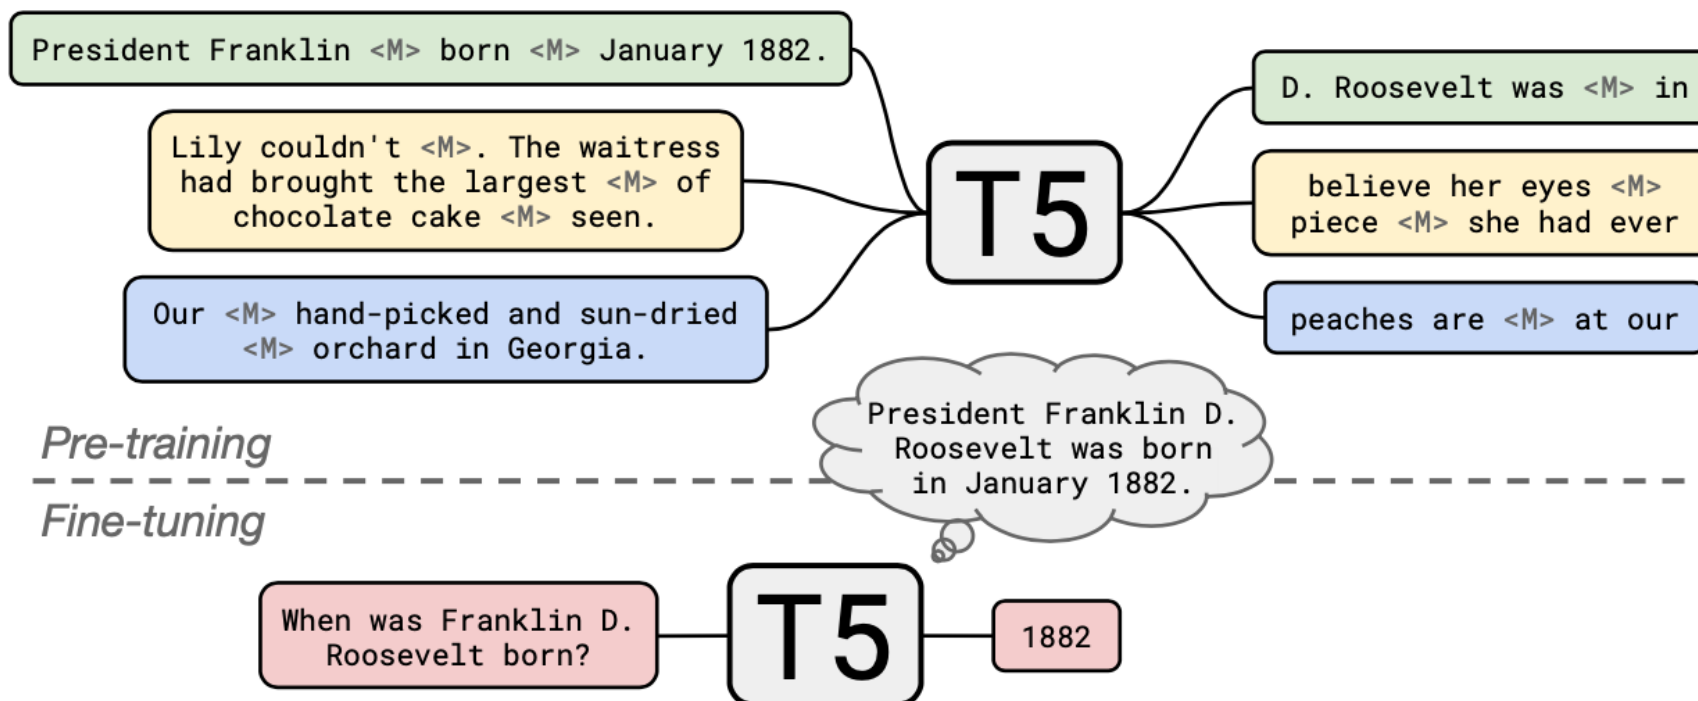 President Franklin <M> born <M> January 1882.
Lily couldn't <M>. The waitress
had brought the largest <M> of
chocolate cake <M> seen.
Our <M> hand-picked and sun-dried
<M> orchard in Georgia.
T5
D. Roosevelt was <M> in
believe her eyes <M>
piece <M> she had ever
peaches are <M> at our
President Franklin D.
Roosevelt was born
in January 1882.
Pre-training
Fine-tuning
When was Franklin D.
Roosevelt born?
T5
1882